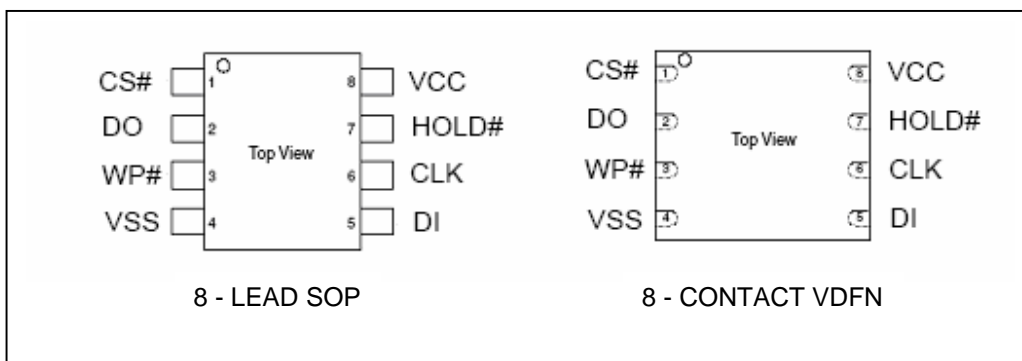 CS# 1 8 VCC
DO 2 7 HOLD#
Top View
WP# 3 6 CLK
VSS 4 5 DI
8 - LEAD SOP
CS# 1 8 VCC
DO 2 7 HOLD#
Top View
WP# 3 6 CLK
VSS 4 5 DI
8 - CONTACT VDFN